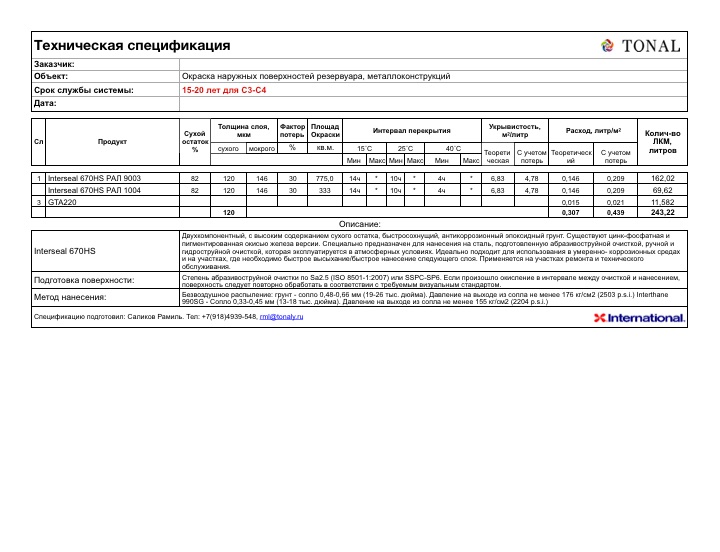 Техническая спецификация
TONAL
Заказчик:
Объект: Окраска наружных поверхностей резервуара, металлоконструкций
Срок службы системы: 15-20 лет для С3-С4
Дата:
Сл Продукт Сухой остаток % Толщина слоя, мкм Фактор потерь Площад Окраски Интервал перекрытия Укрывистость, м²/литр Расход, литр/м² Колич-во ЛКМ, литров
сухого мокрого % кв.м. 15˚С 25˚С 40˚С Теорети ческая С учетом потерь Теоретическ ий С учетом потерь
Мин Макс Мин Макс Мин Макс
1 Interseal 670HS РАЛ 9003 82 120 146 30 775,0 14ч * 10ч * 4ч * 6,83 4,78 0,146 0,209 162,02
Interseal 670HS РАЛ 1004 82 120 146 30 333 14ч * 10ч * 4ч * 6,83 4,78 0,146 0,209 69,62
3 GTA220 0,015 0,021 11,582
120 0,307 0,439 243,22
Описание:
Interseal 670HS
Двухкомпонентный, с высоким содержанием сухого остатка, быстросохнущий, антикоррозионный эпоксидный грунт. Существуют цинк-фосфатная и
пигментированная окисью железа версии. Специально предназначен для нанесения на сталь, подготовленную абразивоструйной очисткой, ручной и
гидроструйной очисткой, которая эксплуатируется в атмосферных условиях. Идеально подходит для использования в умеренно- коррозионных средах
и на участках, где необходимо быстрое высыхание/быстрое нанесение следующего слоя. Применяется на участках ремонта и технического
обслуживания.
Подготовка поверхности:
Степень абразивоструйной очистки по Sa2.5 (ISO 8501-1:2007) или SSPC-SP6. Если произошло окисление в интервале между очисткой и нанесением,
поверхность следует повторно обработать в соответствии с требуемым визуальным стандартом.
Метод нанесения:
Безвоздушное распыление: грунт - сопло 0,48-0,66 мм (19-26 тыс. дюйма). Давление на выходе из сопла не менее 176 кг/см2 (2503 p.s.i.) Interthane
990SG - Сопло 0,33-0,45 мм (13-18 тыс. дюйма). Давление на выходе из сопла не менее 155 кг/см2 (2204 p.s.i.)
Спецификацию подготовил: Саликов Рамиль. Тел: +7(918)4939-548, rml@tonaly.ru
International.